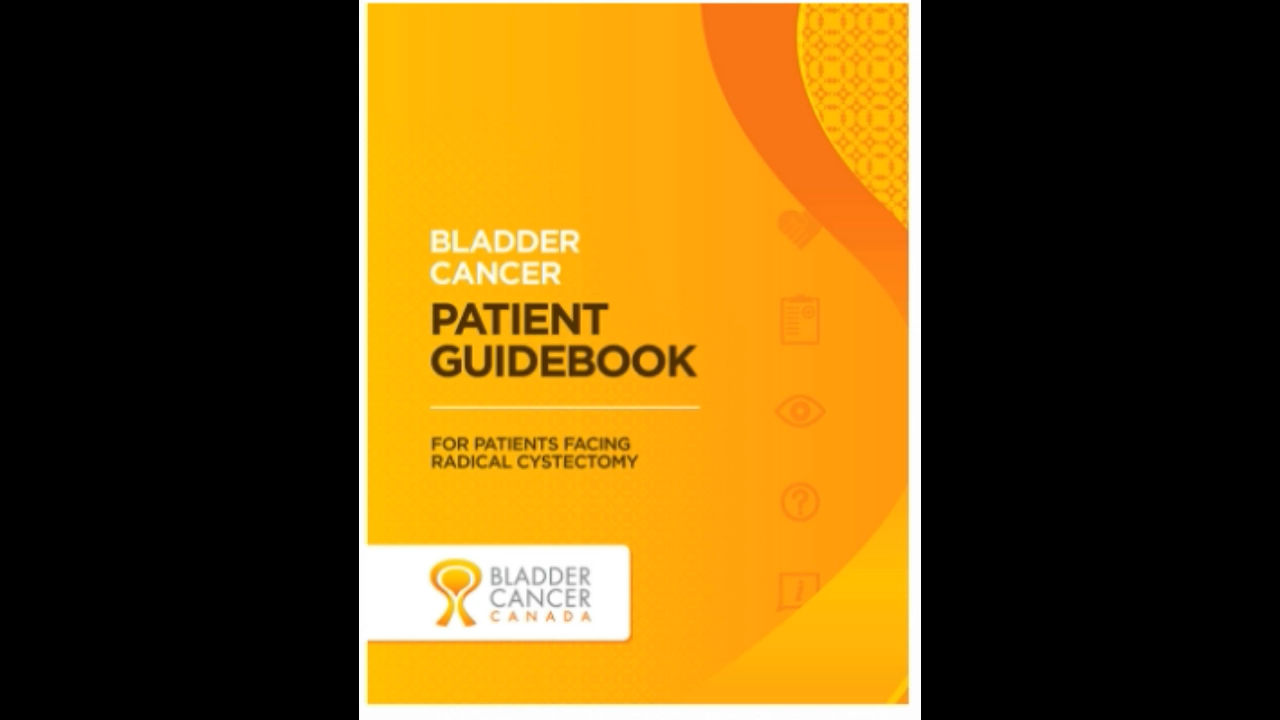 BLADDER
CANCER
PATIENT
GUIDEBOOK
FOR PATIENTS FACING
RADICAL CYSTECTOMY
?
i
BLADDER
CANCER
CANADA